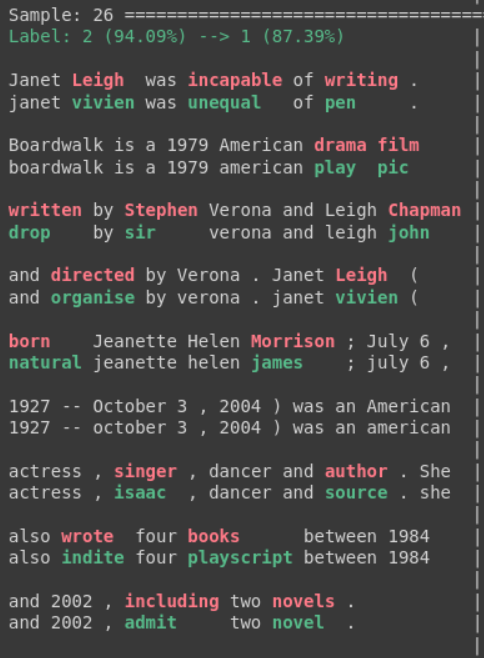 Sample: 26 ==================================
Label: 2 (94.09%) --> 1 (87.39%) |
Janet Leigh  was incapable of writing .
janet vivien was unequal   of pen     .
Boardwalk is a 1979 American drama film
boardwalk is a 1979 american play  pic
written by Stephen Verona and Leigh Chapman
drop    by sir     verona and leigh john
and directed by Verona . Janet Leigh  (
and organise by verona . janet vivien (
born    Jeanette Helen Morrison ; July 6 ,
natural jeanette helen james    ; july 6 ,
1927 -- October 3 , 2004 ) was an American
1927 -- october 3 , 2004 ) was an american
actress , singer , dancer and author . She
actress , isaac  , dancer and source . she
also wrote  four books      between 1984
also indite four playscript between 1984
and 2002 , including two novels .
and 2002 , admit     two novel  .